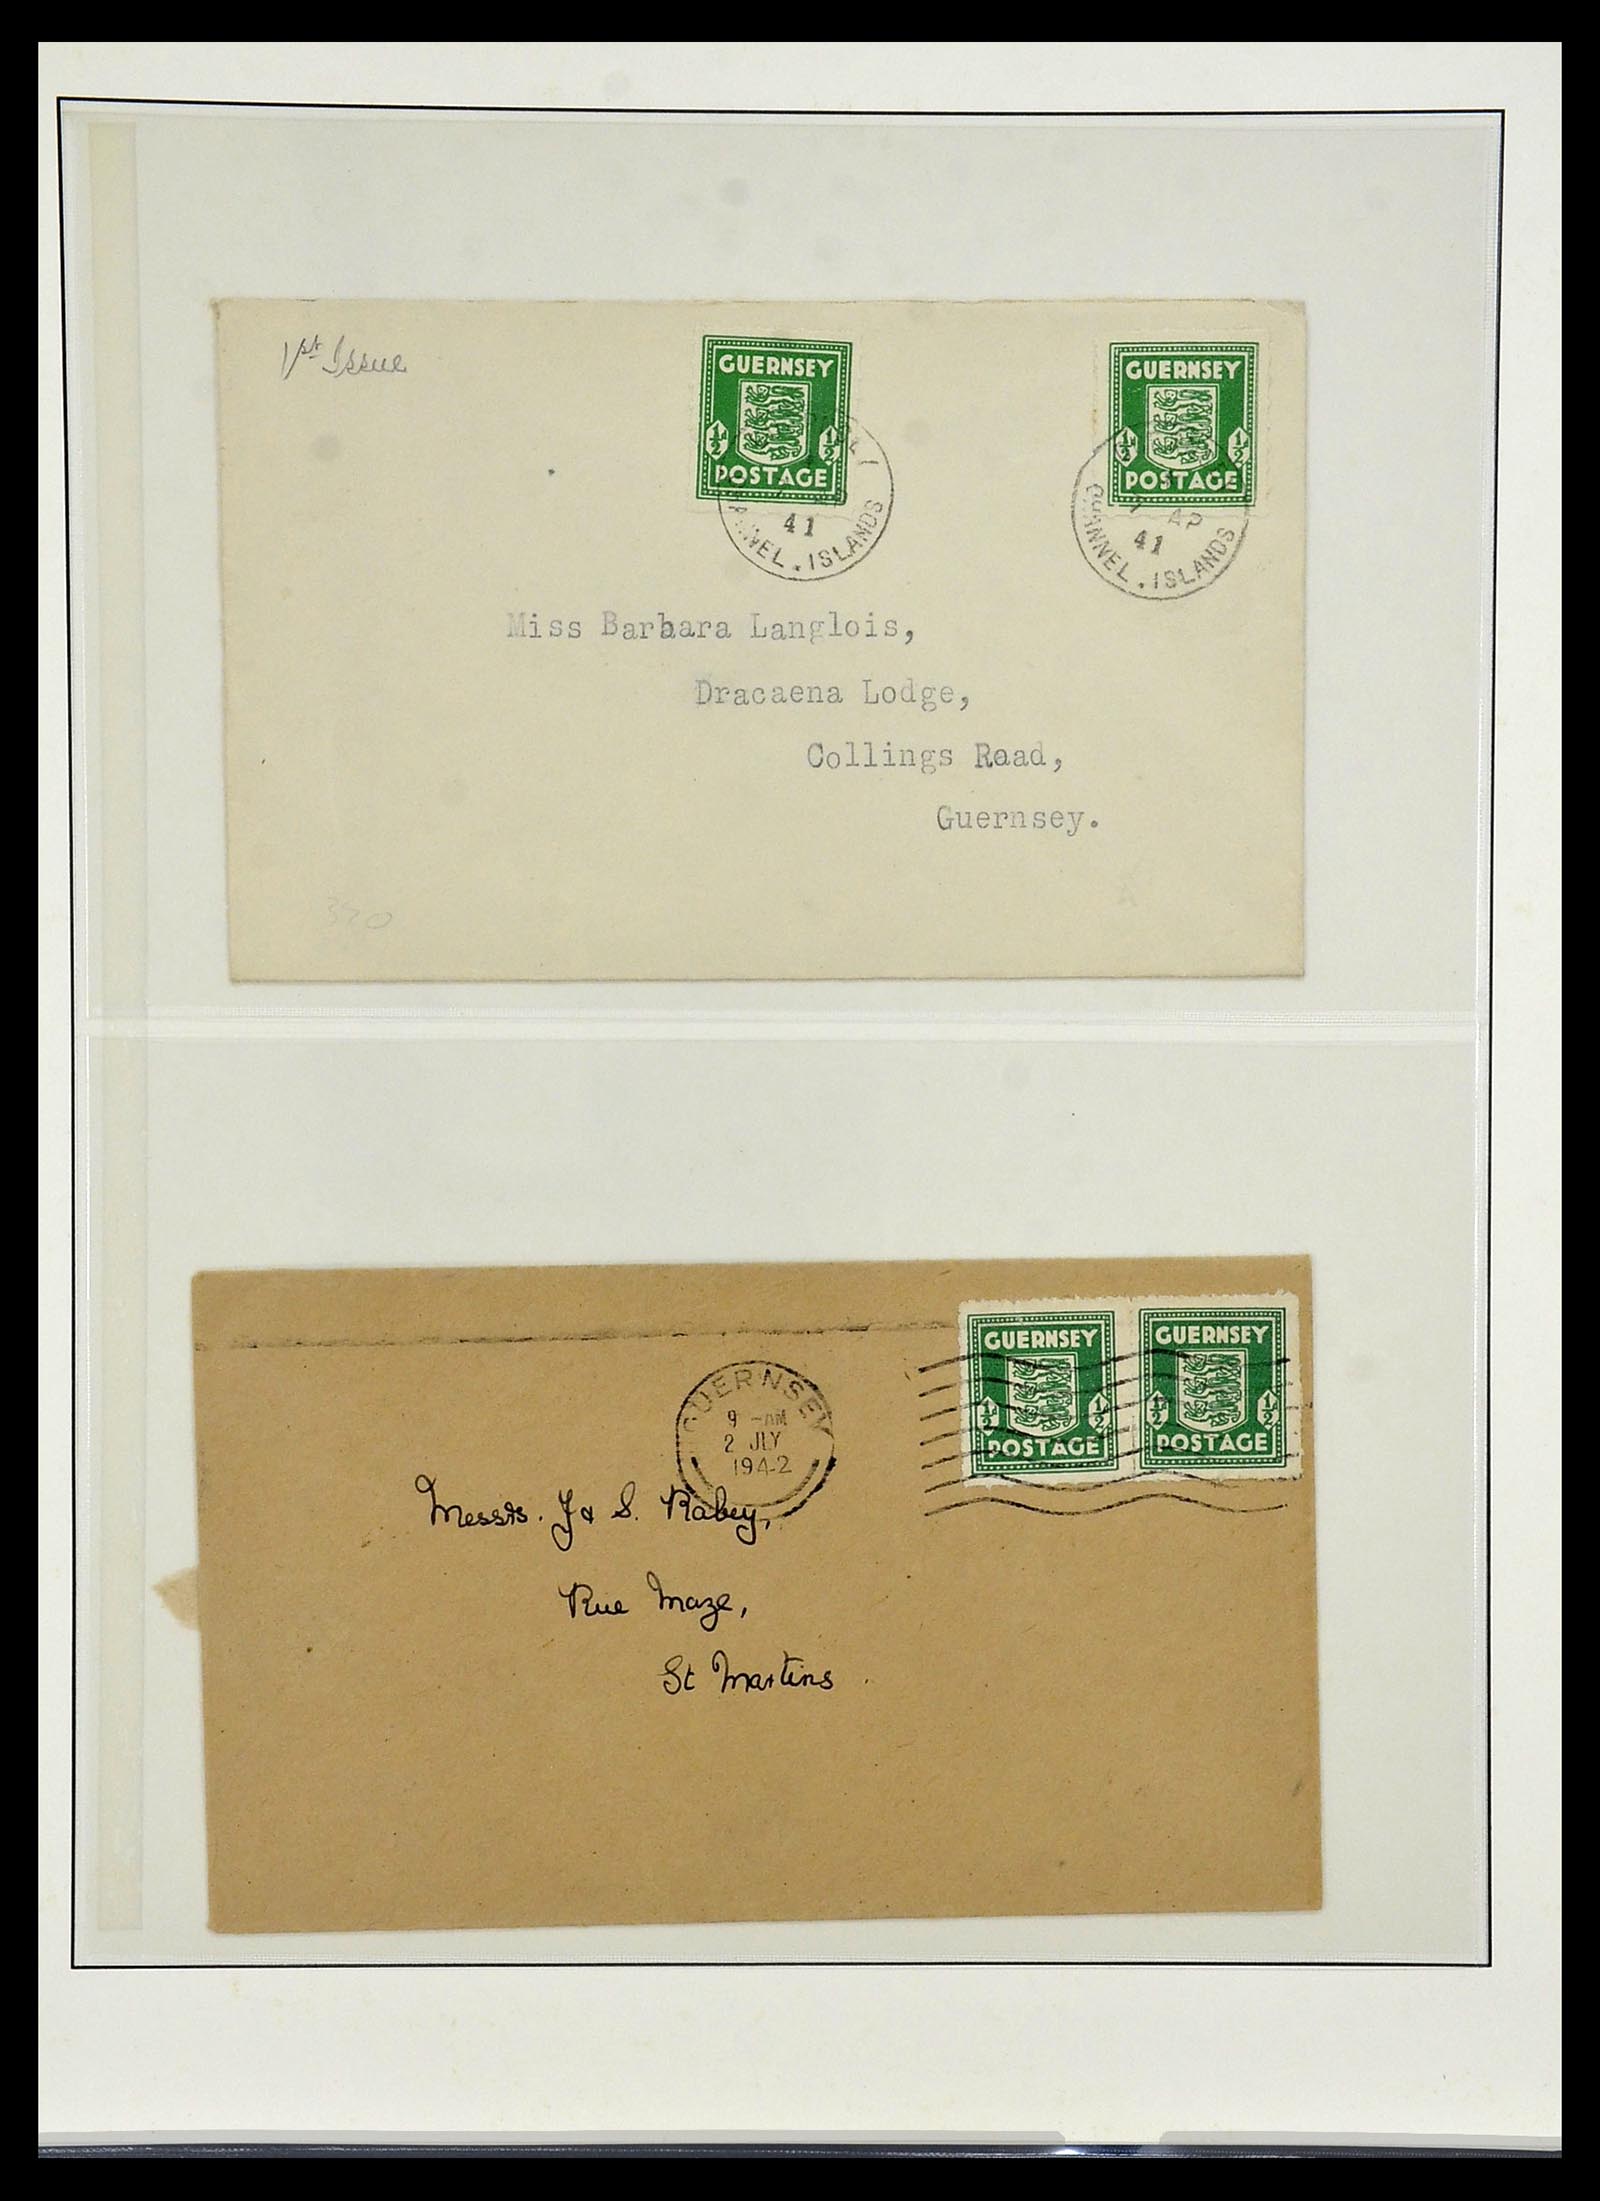 1st Issue
GUERNSEY
½ ½
POSTAGE
41
CHANNEL . ISLANDS
GUERNSEY
½ ½
POSTAGE
AP
41
CHANNEL . ISLANDS
Miss Barbara Langlois,
Dracaena Lodge,
Collings Road,
Guernsey.
370
GUERNSEY
½ ½
POSTAGE
GUERNSEY
½ ½
POSTAGE
GUERNSEY
9 - AM
2 JLY
1942
Messrs. J & S. Rabey,
Rue Maze,
St Martins